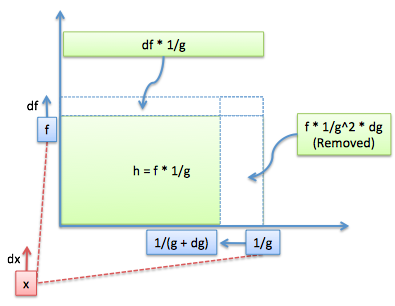 df * 1/g
df
f
f * 1/g^2 * dg
(Removed)
h = f * 1/g
1/(g + dg)
1/g
dx
x